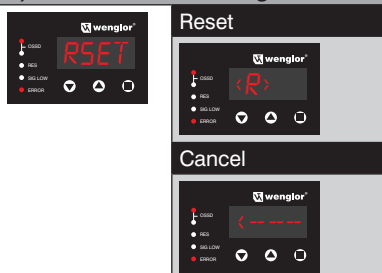 Reset
wenglor®
OSSD
RSET
RES
SIG LOW
ERROR
wenglor®
OSSD
<R>
RES
SIG LOW
ERROR
Cancel
wenglor®
OSSD
<-----
RES
SIG LOW
ERROR